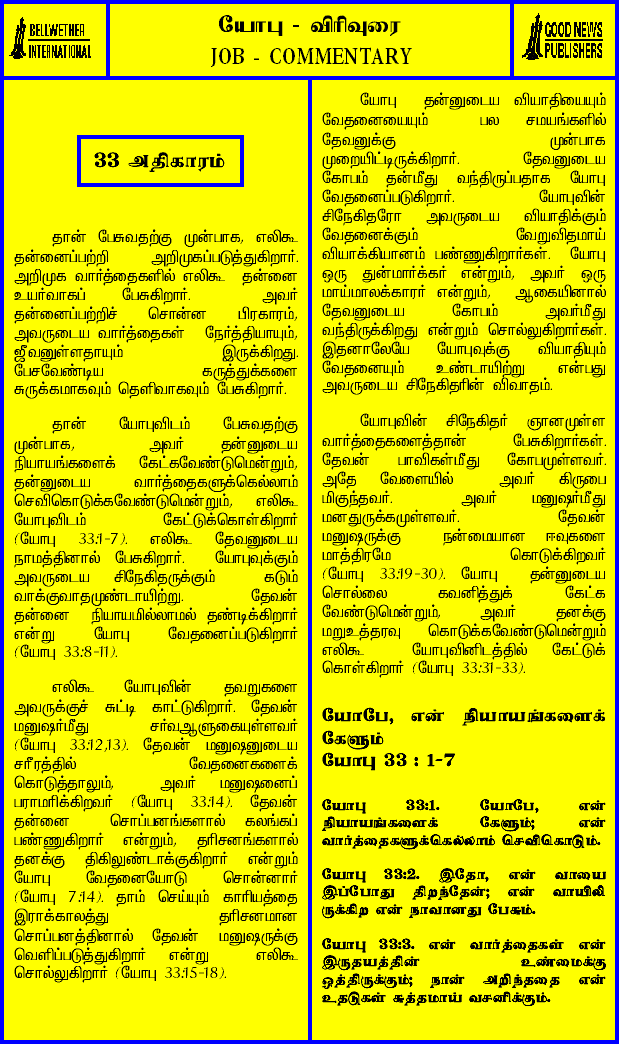 BELLWETHER
INTERNATIONAL
யோபு - விரிவுரை
JOB - COMMENTARY
GOOD NEWS
PUBLISHERS
33 அதிகாரம்
தான் பேசுவதற்கு முன்பாக, எலிகூ
தன்னைப்பற்றி அறிமுகப்படுத்துகிறார்.
அறிமுக வார்த்தைகளில் எலிகூ தன்னை
உயர்வாகப் பேசுகிறார். அவர்
தன்னைப்பற்றிச் சொன்ன பிரகாரம்,
அவருடைய வார்த்தைகள் நேர்த்தியாயும்,
ஜீவனுள்ளதாயும் இருக்கிறது.
பேசவேண்டிய கருத்துக்களை
சுருக்கமாகவும் தெளிவாகவும் பேசுகிறார்.
தான் யோபுவிடம் பேசுவதற்கு
முன்பாக, அவர் தன்னுடைய
நியாயங்களைக் கேட்கவேண்டுமென்றும்,
தன்னுடைய வார்த்தைகளுக்கெல்லாம்
செவிகொடுக்கவேண்டுமென்றும், எலிகூ
யோபுவிடம் கேட்டுக்கொள்கிறார்
(யோபு 33:1-7). எலிகூ தேவனுடைய
நாமத்தினால் பேசுகிறார். யோபுவுக்கும்
அவருடைய சிநேகிதருக்கும் கடும்
வாக்குவாதமுண்டாயிற்று. தேவன்
தன்னை நியாயமில்லாமல் தண்டிக்கிறார்
என்று யோபு வேதனைப்படுகிறார்
(யோபு 33:8-11).
எலிகூ யோபுவின் தவறுகளை
அவருக்குச் சுட்டி காட்டுகிறார். தேவன்
மனுஷர்மீது சர்வஆளுகையுள்ளவர்
(யோபு 33:12,13). தேவன் மனுஷனுடைய
சரீரத்தில் வேதனைகளைக்
கொடுத்தாலும், அவர் மனுஷனைப்
பராமரிக்கிறவர் (யோபு 33:14). தேவன்
தன்னை சொப்பனங்களால் கலங்கப்
பண்ணுகிறார் என்றும், தரிசனங்களால்
தனக்கு திகிலுண்டாக்குகிறார் என்றும்
யோபு வேதனையோடு சொன்னார்
(யோபு 7:14). தாம் செய்யும் காரியத்தை
இராக்காலத்து தரிசனமான
சொப்பனத்தினால் தேவன் மனுஷருக்கு
வெளிப்படுத்துகிறார் என்று எலிகூ
சொல்லுகிறார் (யோபு 33:15-18).
யோபு தன்னுடைய வியாதியையும்
வேதனையையும் பல சமயங்களில்
தேவனுக்கு முன்பாக
முறையிட்டிருக்கிறார். தேவனுடைய
கோபம் தன்மீது வந்திருப்பதாக யோபு
வேதனைப்படுகிறார். யோபுவின்
சிநேகிதரோ அவருடைய வியாதிக்கும்
வேதனைக்கும் வேறுவிதமாய்
வியாக்கியானம் பண்ணுகிறார்கள். யோபு
ஒரு துன்மார்க்கர் என்றும், அவர் ஒரு
மாய்மாலக்காரர் என்றும், ஆகையினால்
தேவனுடைய கோபம் அவர்மீது
வந்திருக்கிறது என்றும் சொல்லுகிறார்கள்.
இதனாலேயே யோபுவுக்கு வியாதியும்
வேதனையும் உண்டாயிற்று என்பது
அவருடைய சிநேகிதரின் விவாதம்.
யோபுவின் சிநேகிதர் ஞானமுள்ள
வார்த்தைகளைத்தான் பேசுகிறார்கள்.
தேவன் பாவிகள்மீது கோபமுள்ளவர்.
அதே வேளையில் அவர் கிருபை
மிகுந்தவர். அவர் மனுஷர்மீது
மனதுருக்கமுள்ளவர். தேவன்
மனுஷருக்கு நன்மையான ஈவுகளை
மாத்திரமே கொடுக்கிறவர்
(யோபு 33:19-30). யோபு தன்னுடைய
சொல்லை கவனித்துக் கேட்க
வேண்டுமென்றும், அவர் தனக்கு
மறுஉத்தரவு கொடுக்கவேண்டுமென்றும்
எலிகூ யோபுவினிடத்தில் கேட்டுக்
கொள்கிறார் (யோபு 33:31-33).
யோபே, என் நியாயங்களைக்
கேளும்
யோபு 33 : 1-7
யோபு 33:1. யோபே, என்
நியாயங்களைக் கேளும்; என்
வார்த்தைகளுக்கெல்லாம் செவிகொடும்.
யோபு 33:2. இதோ, என் வாயை
இப்போது திறந்தேன்; என் வாயிலி
ருக்கிற என் நாவானது பேசும்.
யோபு 33:3. என் வார்த்தைகள் என்
இருதயத்தின் உண்மைக்கு
ஒத்திருக்கும்; நான் அறிந்ததை என்
உதடுகள் சுத்தமாய் வசனிக்கும்.